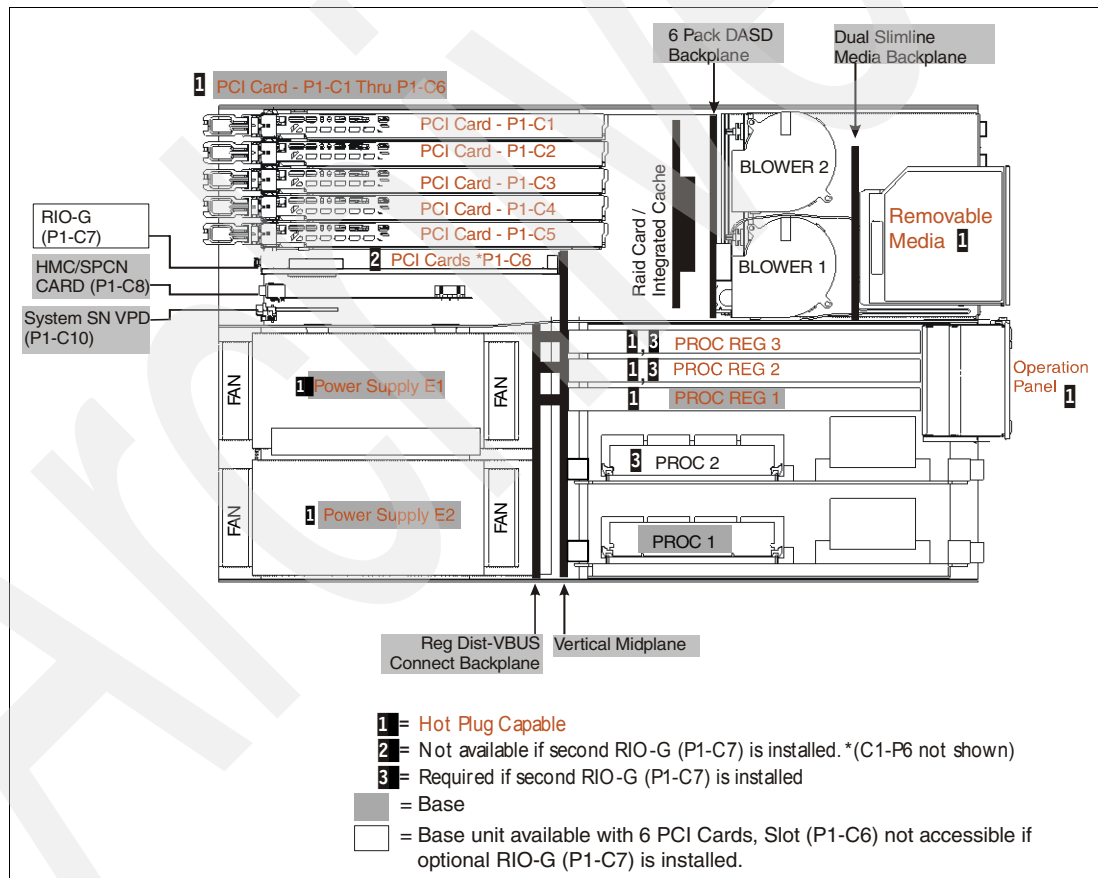 6 Pack DASD
Backplane
Dual Slimline
Media Backplane
1 PCI Card - P1-C1 Thru P1-C6
PCI Card - P1-C1
PCI Card - P1-C2
PCI Card - P1-C3
PCI Card - P1-C4
PCI Card - P1-C5
2 PCI Cards *P1-C6
RIO-G
(P1-C7)
HMC/SPCN
CARD (P1-C8)
System SN VPD
(P1-C10)
Raid Card /
Integrated Cache
BLOWER 2
BLOWER 1
Removable
Media 1
1,3 PROC REG 3
1,3 PROC REG 2
1 PROC REG 1
Operation
Panel 1
FAN
1 Power Supply E1
FAN
3 PROC 2
FAN
1 Power Supply E2
FAN
PROC 1
Reg Dist-VBUS
Connect Backplane
Vertical Midplane
1 = Hot Plug Capable
2 = Not available if second RIO-G (P1-C7) is installed. *(C1-P6 not shown)
3 = Required if second RIO-G (P1-C7) is installed
= Base
= Base unit available with 6 PCI Cards, Slot (P1-C6) not accessible if
optional RIO-G (P1-C7) is installed.